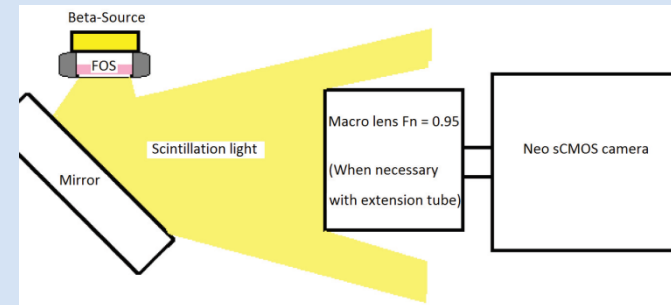 Beta-Source
FOS
Mirror
Scintillation light
Macro lens Fn = 0.95
(When necessary
with extension tube)
Neo sCMOS camera